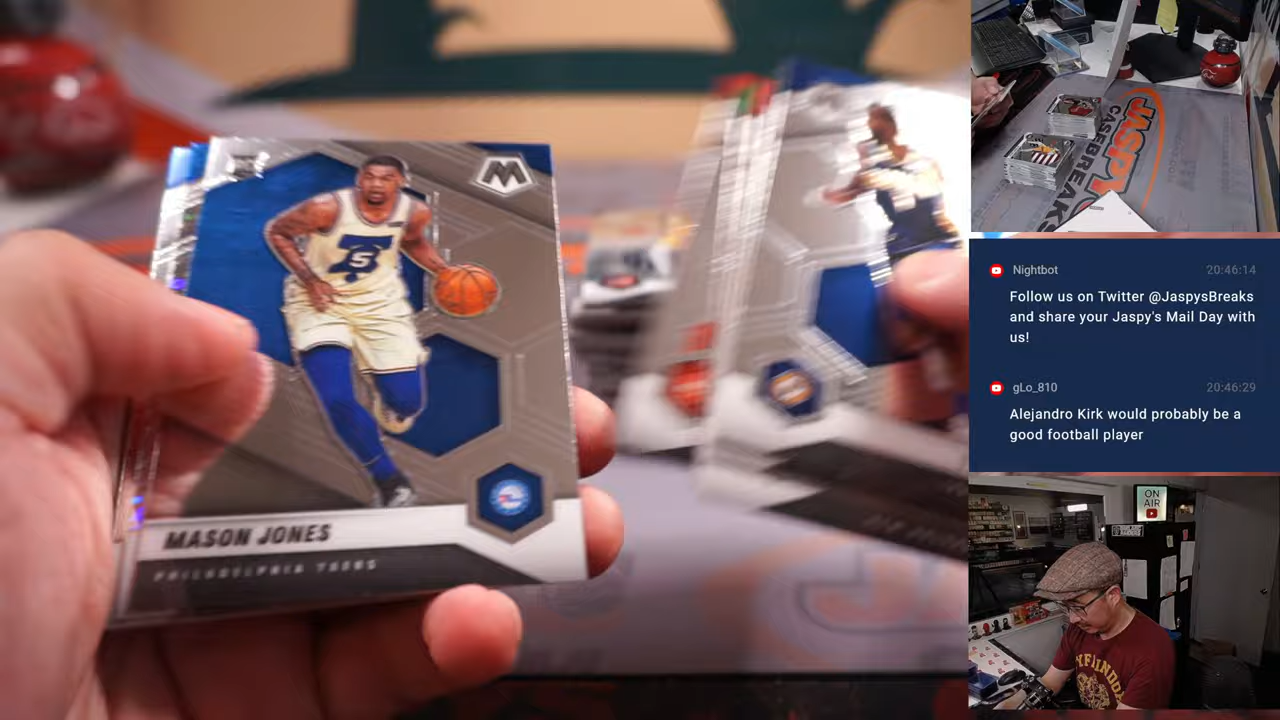 MASON JONES
PHILADELPHIA 76ERS
5
JASPY'S
CASEBREAKS
Nightbot
20:46:14
Follow us on Twitter @JaspysBreaks
and share your Jaspy's Mail Day with
us!
gLo_810
20:46:29
Alejandro Kirk would probably be a
good football player
ON
AIR